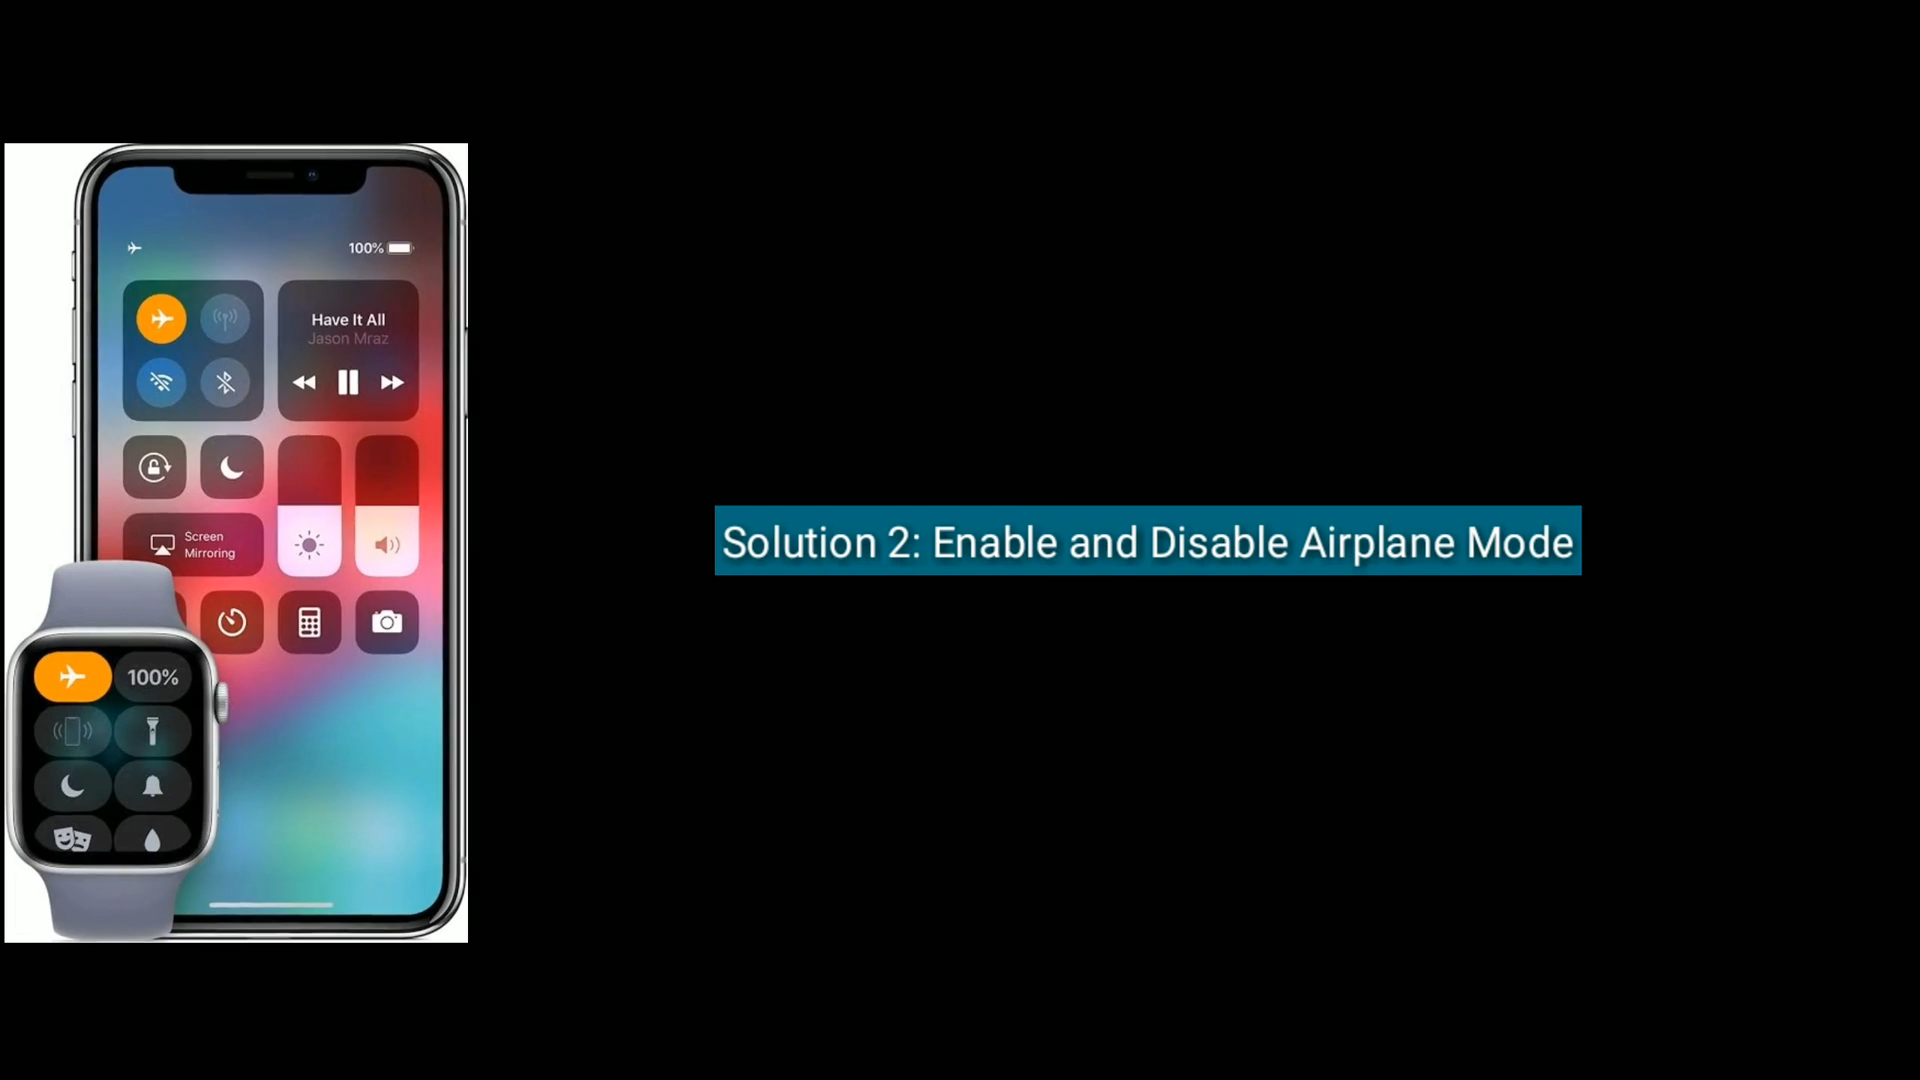 100%
Have It All
Jason Mraz
Screen
Mirroring
100%
Solution 2: Enable and Disable Airplane Mode